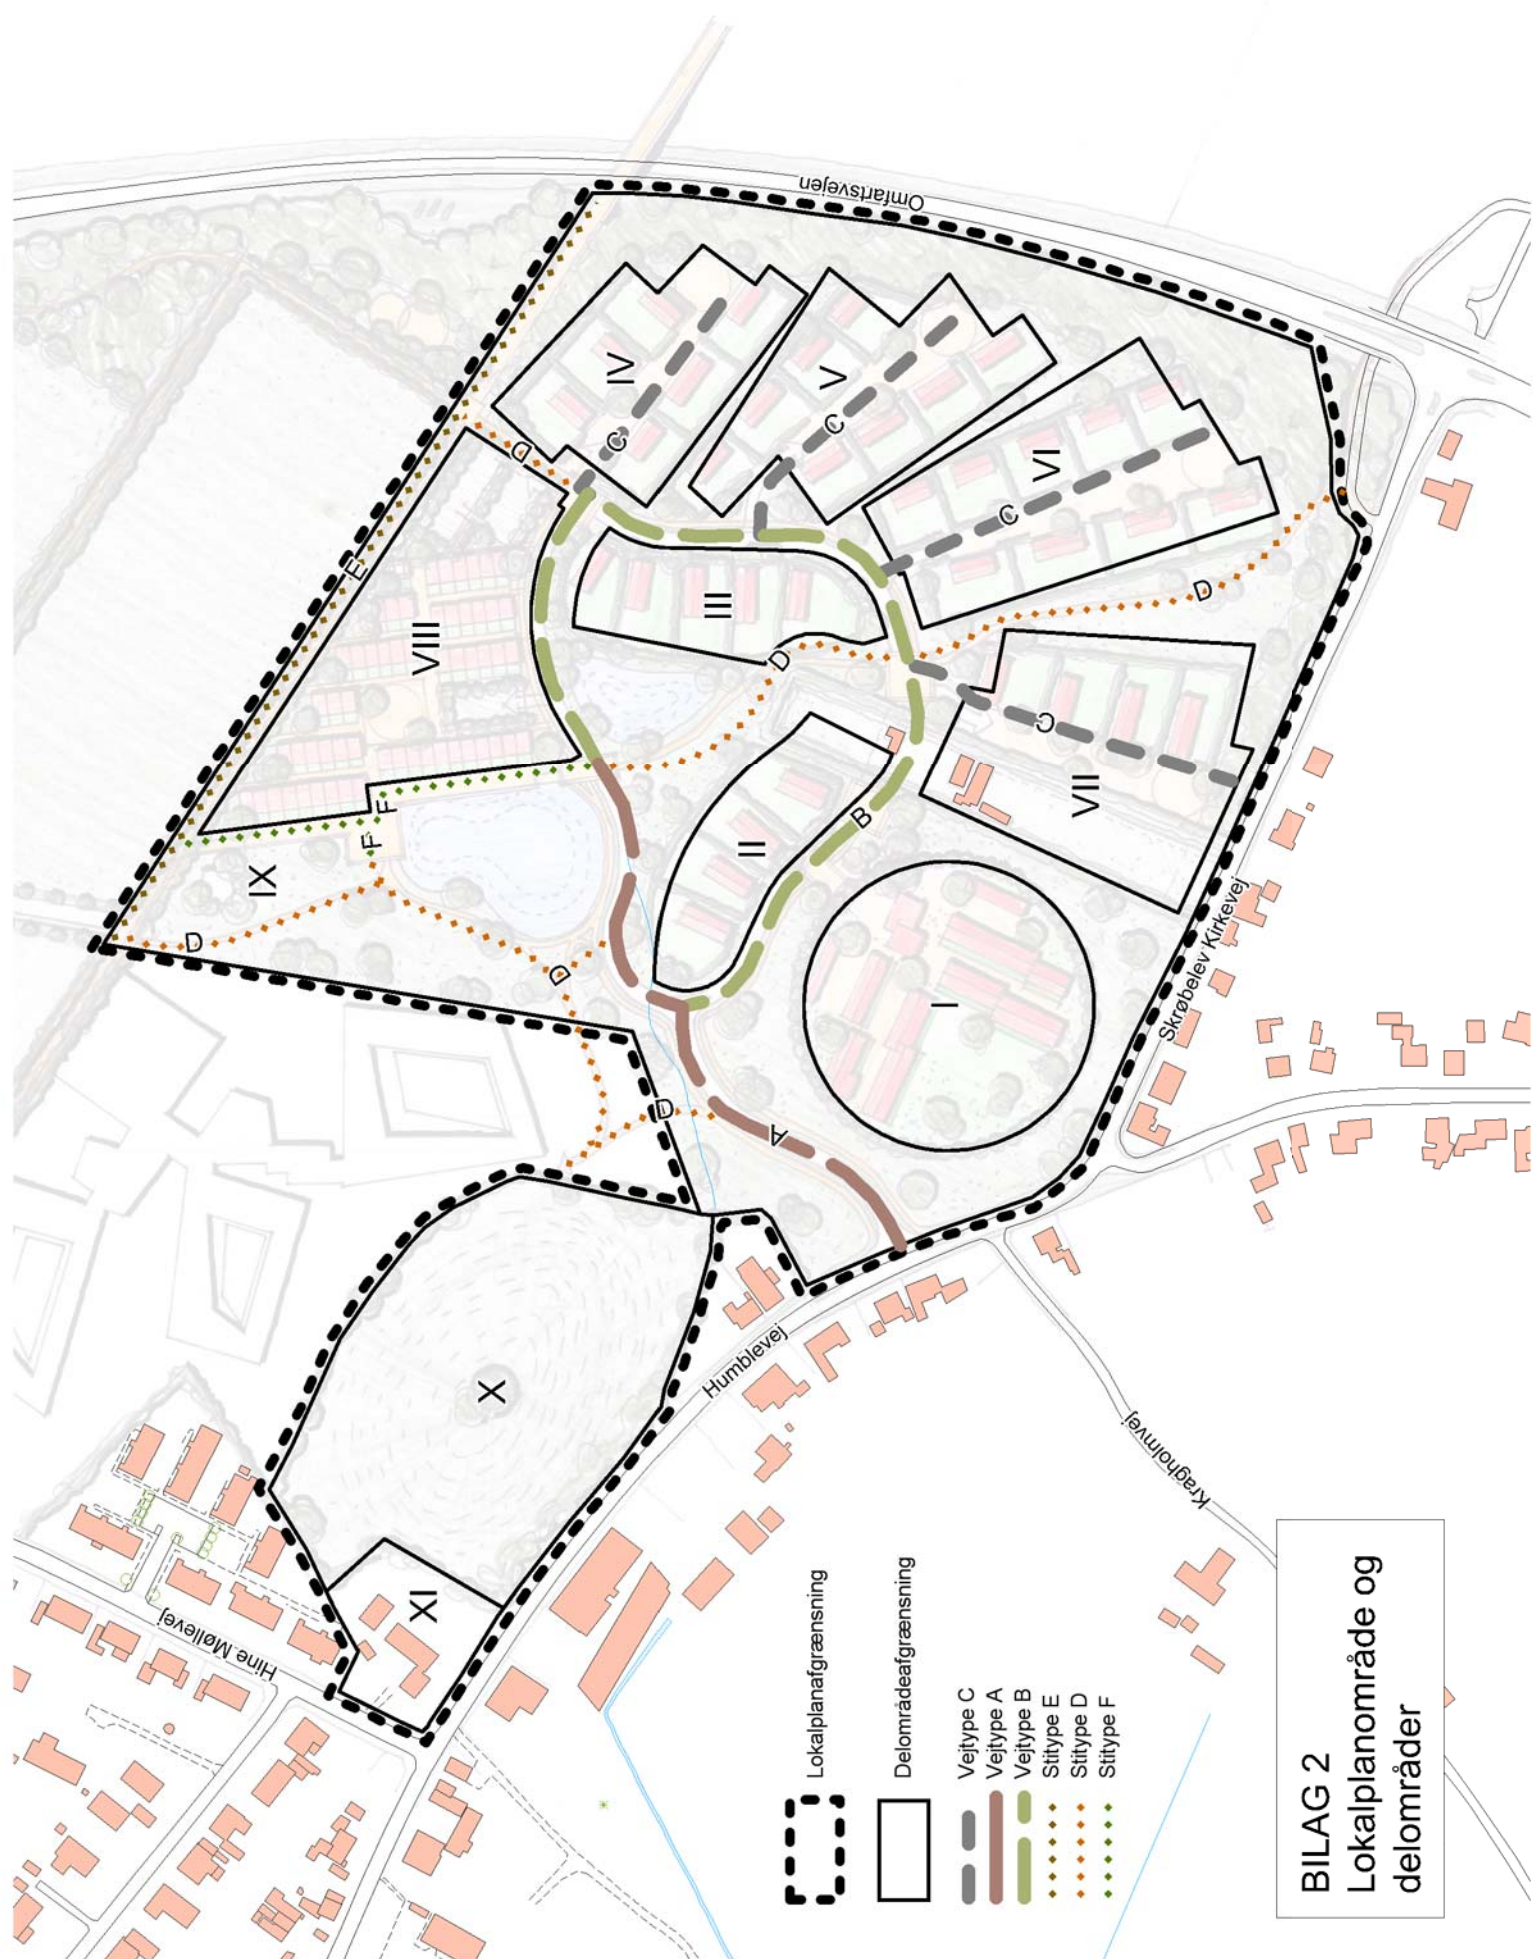 Omfartsvejen
IV
C
V
C
VI
C
D
E
VIII
III
D
D
VII
C
II
B
F
F
IX
D
D
I
Skrøbelev Kirkevej
D
A
X
Humblevej
Kragholmvej
XI
Hine Møllevej
Lokalplanafgrænsning
Delområdeafgrænsning
Vejtype C
Vejtype A
Vejtype B
Stitype E
Stitype D
Stitype F
BILAG 2
Lokalplanområde og
delområder